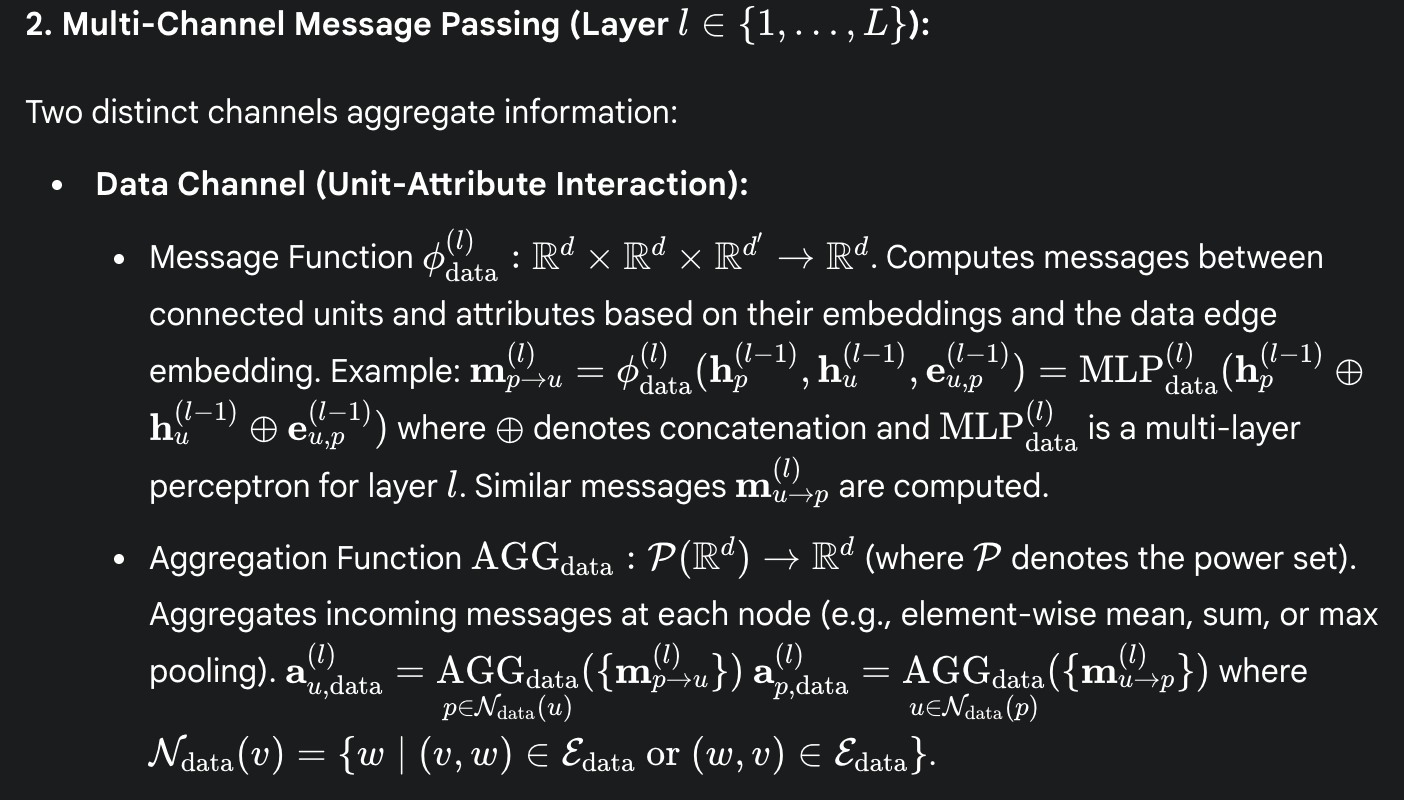 2. Multi-Channel Message Passing (Layer $l \in \{1, \ldots, L\}$):
Two distinct channels aggregate information:
• Data Channel (Unit-Attribute Interaction):
• Message Function $\phi_{\text{data}}^{(l)} : \mathbb{R}^d \times \mathbb{R}^d \times \mathbb{R}^{d'} \to \mathbb{R}^d$. Computes messages between
connected units and attributes based on their embeddings and the data edge
embedding. Example: $\mathbf{m}_{p \to u}^{(l)} = \phi_{\text{data}}^{(l)}(\mathbf{h}_p^{(l-1)}, \mathbf{h}_u^{(l-1)}, \mathbf{e}_{u,p}^{(l-1)}) = \text{MLP}_{\text{data}}^{(l)}(\mathbf{h}_p^{(l-1)} \oplus$
$\mathbf{h}_u^{(l-1)} \oplus \mathbf{e}_{u,p}^{(l-1)})$ where $\oplus$ denotes concatenation and $\text{MLP}_{\text{data}}^{(l)}$ is a multi-layer
perceptron for layer $l$. Similar messages $\mathbf{m}_{u \to p}^{(l)}$ are computed.
• Aggregation Function $\text{AGG}_{\text{data}} : \mathcal{P}(\mathbb{R}^d) \to \mathbb{R}^d$ (where $\mathcal{P}$ denotes the power set).
Aggregates incoming messages at each node (e.g., element-wise mean, sum, or max
pooling). $\mathbf{a}_{u,\text{data}}^{(l)} = \underset{p \in \mathcal{N}_{\text{data}}(u)}{\text{AGG}_{\text{data}}}(\{\mathbf{m}_{p \to u}^{(l)}\})$ $\mathbf{a}_{p,\text{data}}^{(l)} = \underset{u \in \mathcal{N}_{\text{data}}(p)}{\text{AGG}_{\text{data}}}(\{\mathbf{m}_{u \to p}^{(l)}\})$ where
$\mathcal{N}_{\text{data}}(v) = \{w \mid (v, w) \in \mathcal{E}_{\text{data}} \text{ or } (w, v) \in \mathcal{E}_{\text{data}}\}$.